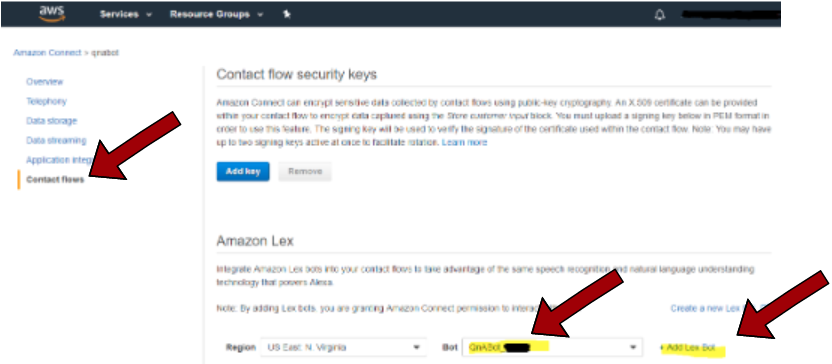 aws Services Resource Groups
Amazon Connect > qnabot
Overview
Telephony
Data storage
Data streaming
Application integ
Contact flows
Contact flow security keys
Amazon Connect can encrypt sensitive data collected by contact flows using public-key cryptography. An X.509 certificate can be provided
within your contact flow to encrypt data captured using the Store customer input block. You must upload a signing key below in PEM format in
order to use this feature. The signing key will be used to verify the signature of the certificate used within the contact flow. Note: You may have
up to two signing keys active at once to facilitate rotation. Learn more
Add key Remove
Amazon Lex
Integrate Amazon Lex bots into your contact flows to take advantage of the same speech recognition and natural language understanding
technology that powers Alexa.
Note: By adding Lex bots, you are granting Amazon Connect permission to interac
Create a new Lex
Region US East: N. Virginia Bot QnABot_ + Add Lex Bot